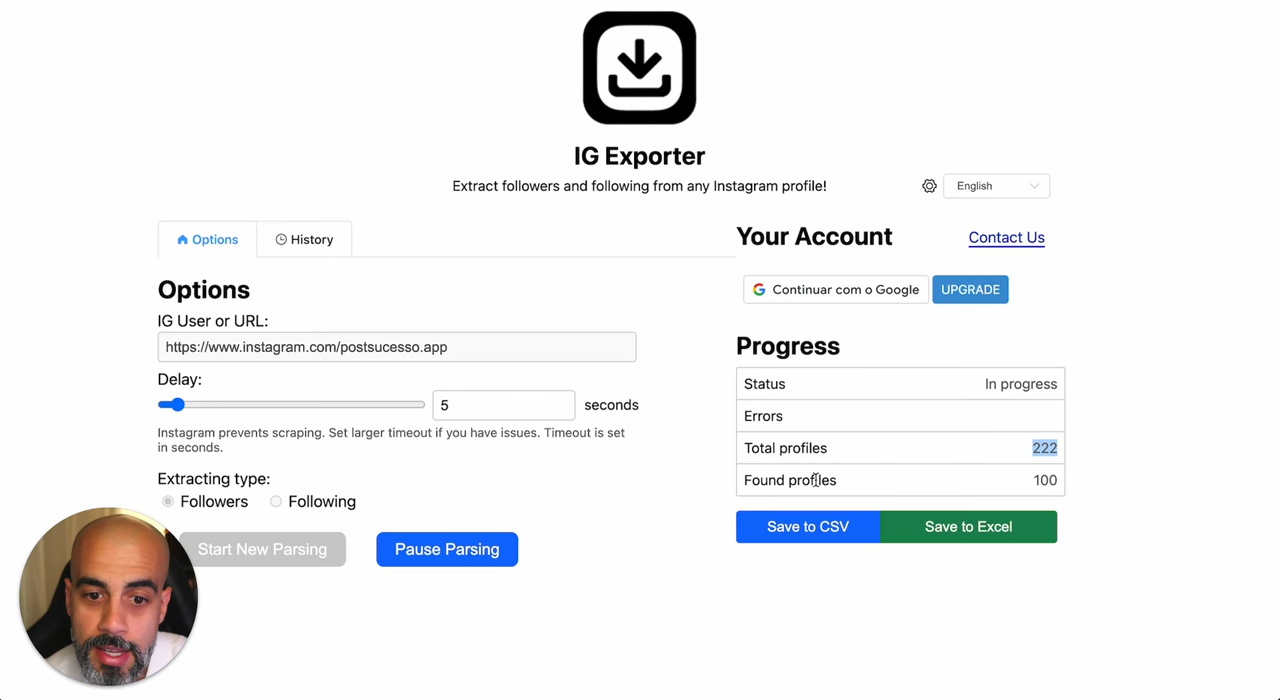 IG Exporter
Extract followers and following from any Instagram profile!
English
Options
History
Your Account
Contact Us
Options
Continuar com o Google
UPGRADE
IG User or URL:
https://www.instagram.com/postsucesso.app
Progress
Delay:
Status
In progress
5
seconds
Errors
Instagram prevents scraping. Set larger timeout if you have issues. Timeout is set
in seconds.
Total profiles
222
Extracting type:
Found profiles
100
Followers
Following
Save to CSV
Save to Excel
Start New Parsing
Pause Parsing